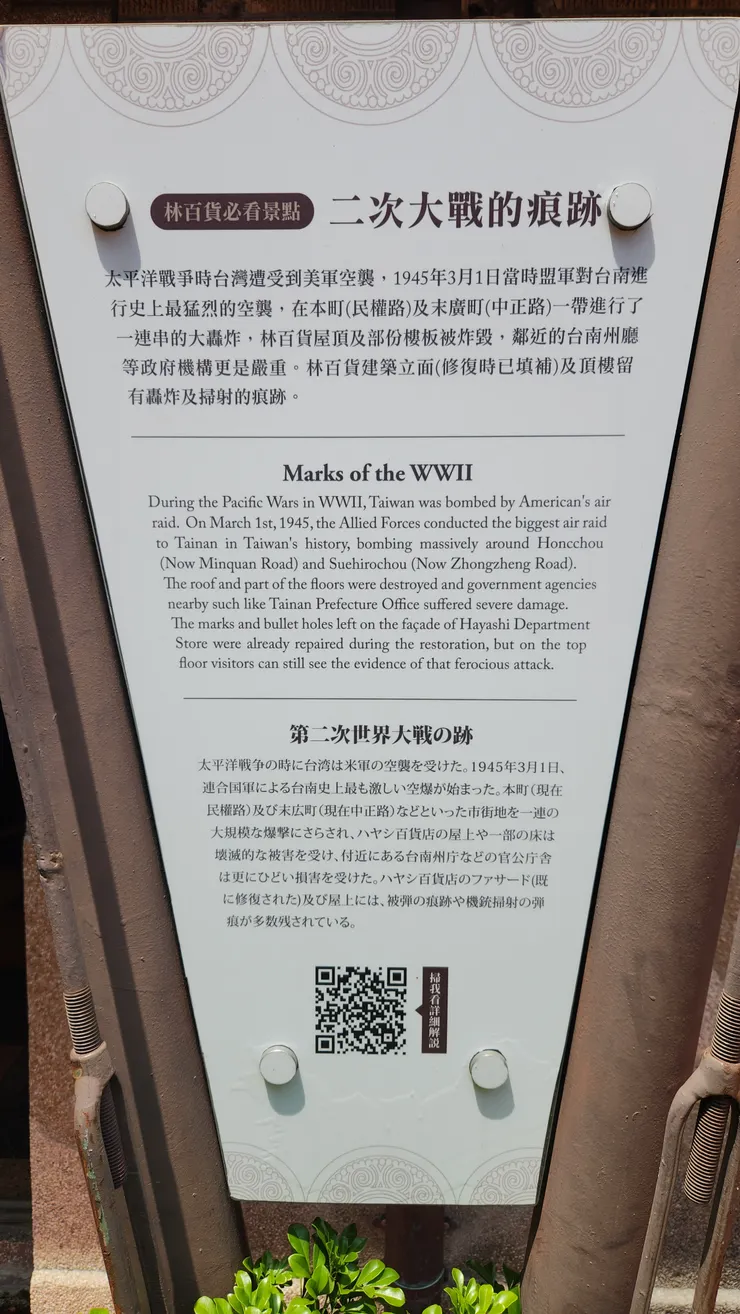 林百貨必看景點 二次大戰的痕跡
太平洋戰爭時台灣遭受到美軍空襲，1945年3月1日當時盟軍對台南進
行史上最猛烈的空襲，在本町(民權路)及末廣町(中正路)一帶進行了
一連串的大轟炸，林百貨屋頂及部份樓板被炸毀，鄰近的台南州廳
等政府機構更是嚴重。林百貨建築立面(修復時已填補)及頂樓留
有轟炸及掃射的痕跡。
Marks of the WWII
During the Pacific Wars in WWII, Taiwan was bombed by American's air
raid. On March 1st, 1945, the Allied Forces conducted the biggest air raid
to Tainan in Taiwan's history, bombing massively around Honcchou
(Now Minquan Road) and Suehirochou (Now Zhongzheng Road).
The roof and part of the floors were destroyed and government agencies
nearby such like Tainan Prefecture Office suffered severe damage.
The marks and bullet holes left on the façade of Hayashi Department
Store were already repaired during the restoration, but on the top
floor visitors can still see the evidence of that ferocious attack.
第二次世界大戦の跡
太平洋戦争の時に台湾は米軍の空襲を受けた。1945年3月1日、
連合国軍による台南史上最も激しい空爆が始まった。本町(現在
民權路)及び末広町(現在中正路)などといった市街地を一連の
大規模な爆撃にさらされ、ハヤシ百貨店の屋上や一部の床は
壊滅的な被害を受け、付近にある台南州庁などの官公庁舎
は更にひどい損害を受けた。ハヤシ百貨店のファサード(既
に修復された)及び屋上には、被弾の痕跡や機銃掃射の弾
痕が多数残されている。
掃我看詳細解說